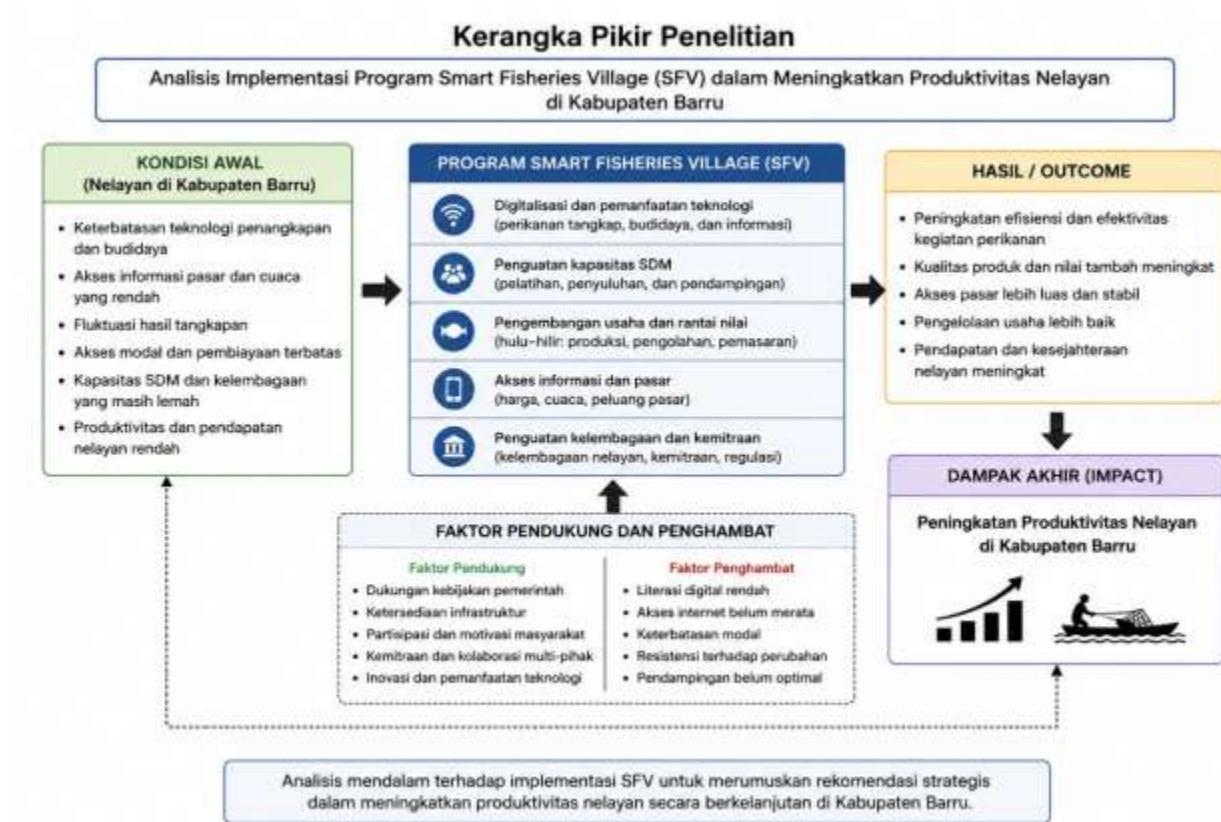 Kerangka Pikir Penelitian
Analisis Implementasi Program Smart Fisheries Village (SFV) dalam Meningkatkan Produktivitas Nelayan
di Kabupaten Barru
KONDISI AWAL
(Nelayan di Kabupaten Barru)
• Keterbatasan teknologi penangkapan
dan budidaya
• Akses informasi pasar dan cuaca
yang rendah
• Fluktuasi hasil tangkapan
• Akses modal dan pembiayaan terbatas
• Kapasitas SDM dan kelembagaan
yang masih lemah
• Produktivitas dan pendapatan
nelayan rendah
PROGRAM SMART FISHERIES VILLAGE (SFV)
Digitalisasi dan pemanfaatan teknologi
(perikanan tangkap, budidaya, dan informasi)
Penguatan kapasitas SDM
(pelatihan, penyuluhan, dan pendampingan)
Pengembangan usaha dan rantai nilai
(hulu-hilir: produksi, pengolahan, pemasaran)
Akses informasi dan pasar
(harga, cuaca, peluang pasar)
Penguatan kelembagaan dan kemitraan
(kelembagaan nelayan, kemitraan, regulasi)
HASIL / OUTCOME
• Peningkatan efisiensi dan efektivitas
kegiatan perikanan
• Kualitas produk dan nilai tambah meningkat
• Akses pasar lebih luas dan stabil
• Pengelolaan usaha lebih baik
• Pendapatan dan kesejahteraan
nelayan meningkat
DAMPAK AKHIR (IMPACT)
Peningkatan Produktivitas Nelayan
di Kabupaten Barru
FAKTOR PENDUKUNG DAN PENGHAMBAT
Faktor Pendukung
• Dukungan kebijakan pemerintah
• Ketersediaan infrastruktur
• Partisipasi dan motivasi masyarakat
• Kemitraan dan kolaborasi multi-pihak
• Inovasi dan pemanfaatan teknologi
Faktor Penghambat
• Literasi digital rendah
• Akses internet belum merata
• Keterbatasan modal
• Resistensi terhadap perubahan
• Pendampingan belum optimal
Analisis mendalam terhadap implementasi SFV untuk merumuskan rekomendasi strategis
dalam meningkatkan produktivitas nelayan secara berkelanjutan di Kabupaten Barru.